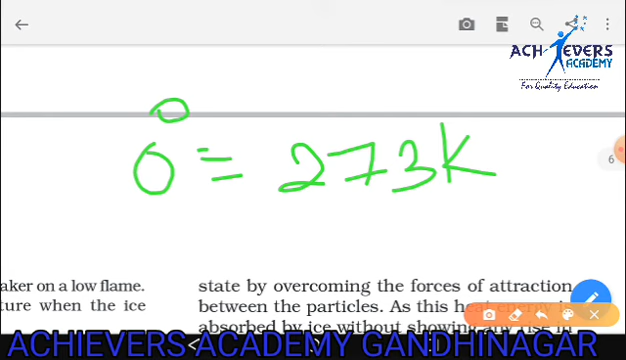 ACHIEVERS
ACADEMY
For Quality Education
0° = 273K
6
aker on a low flame.
ture when the ice
state by overcoming the forces of attraction
between the particles. As this heat energy is
absorbed by ice without showing any rise in
ACHIEVERS ACADEMY GANDHINAGAR